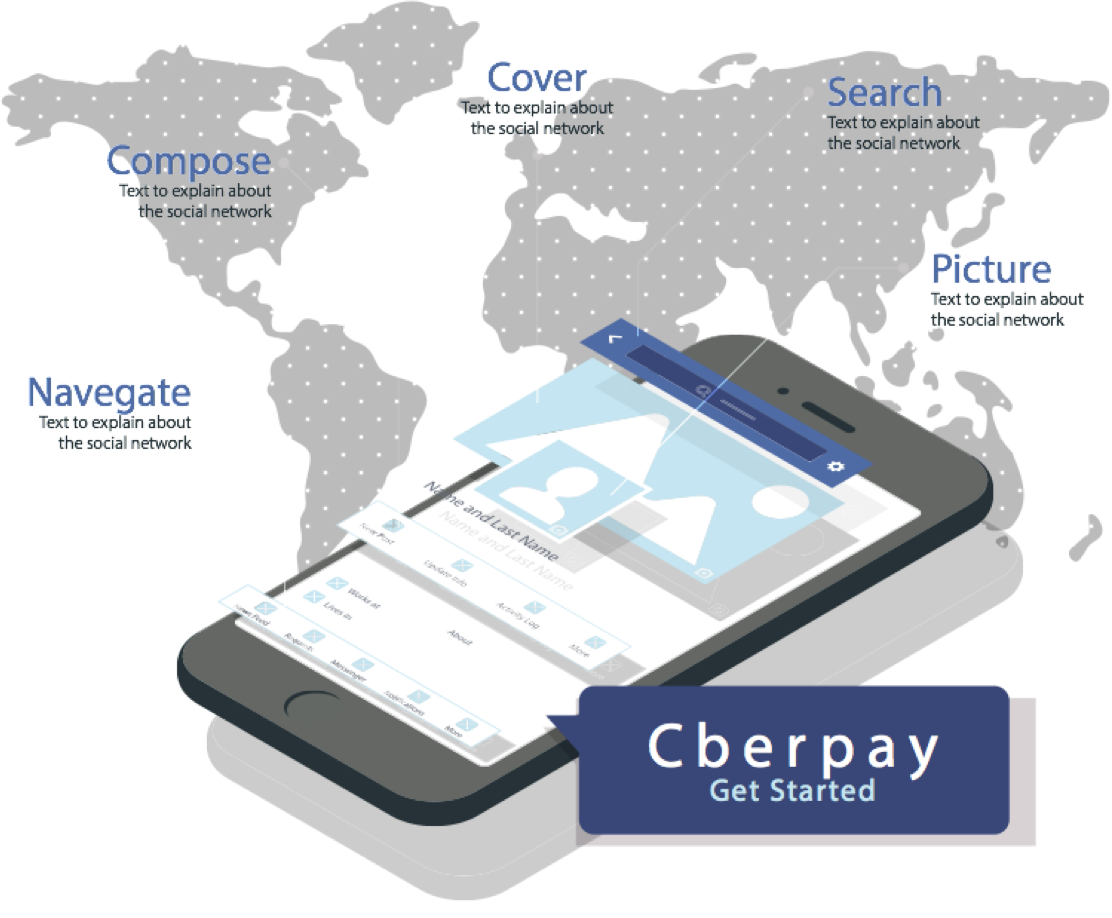 Cover
Text to explain about
the social network
Search
Text to explain about
the social network
Compose
Text to explain about
the social network
Picture
Text to explain about
the social network
Navegate
Text to explain about
the social network
Name and Last Name
Name and Last Name
New Post
Update Info
Activity Log
More
Works at
Lives in
About
News Feed
Requests
Messenger
Notifications
More
Cberpay
Get Started